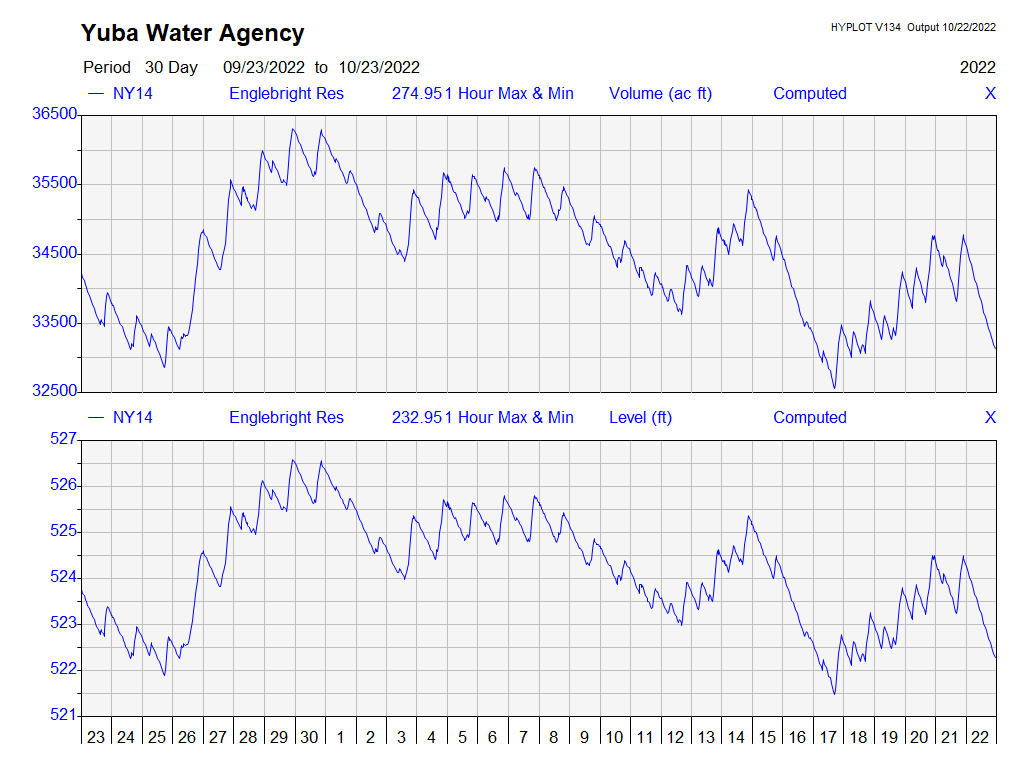 Yuba Water Agency
HYPLOT V134 Output 10/22/2022
Period 30 Day 09/23/2022 to 10/23/2022 2022
— NY14 Englebright Res 274.951 Hour Max & Min Volume (ac ft) Computed X
36500
35500
34500
33500
32500
— NY14 Englebright Res 232.951 Hour Max & Min Level (ft) Computed X
527
526
525
524
523
522
521
23 24 25 26 27 28 29 30 1 2 3 4 5 6 7 8 9 10 11 12 13 14 15 16 17 18 19 20 21 22